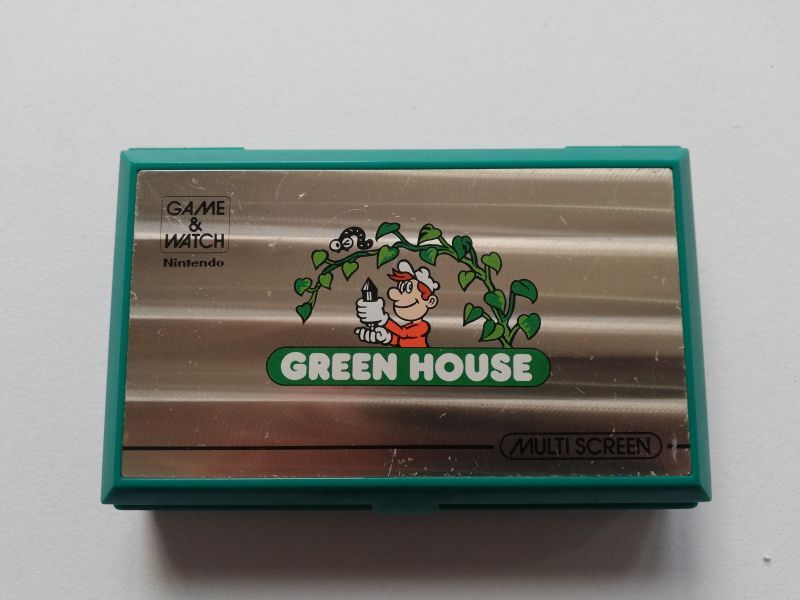 GAME
&
WATCH
Nintendo
GREEN HOUSE
MULTI SCREEN